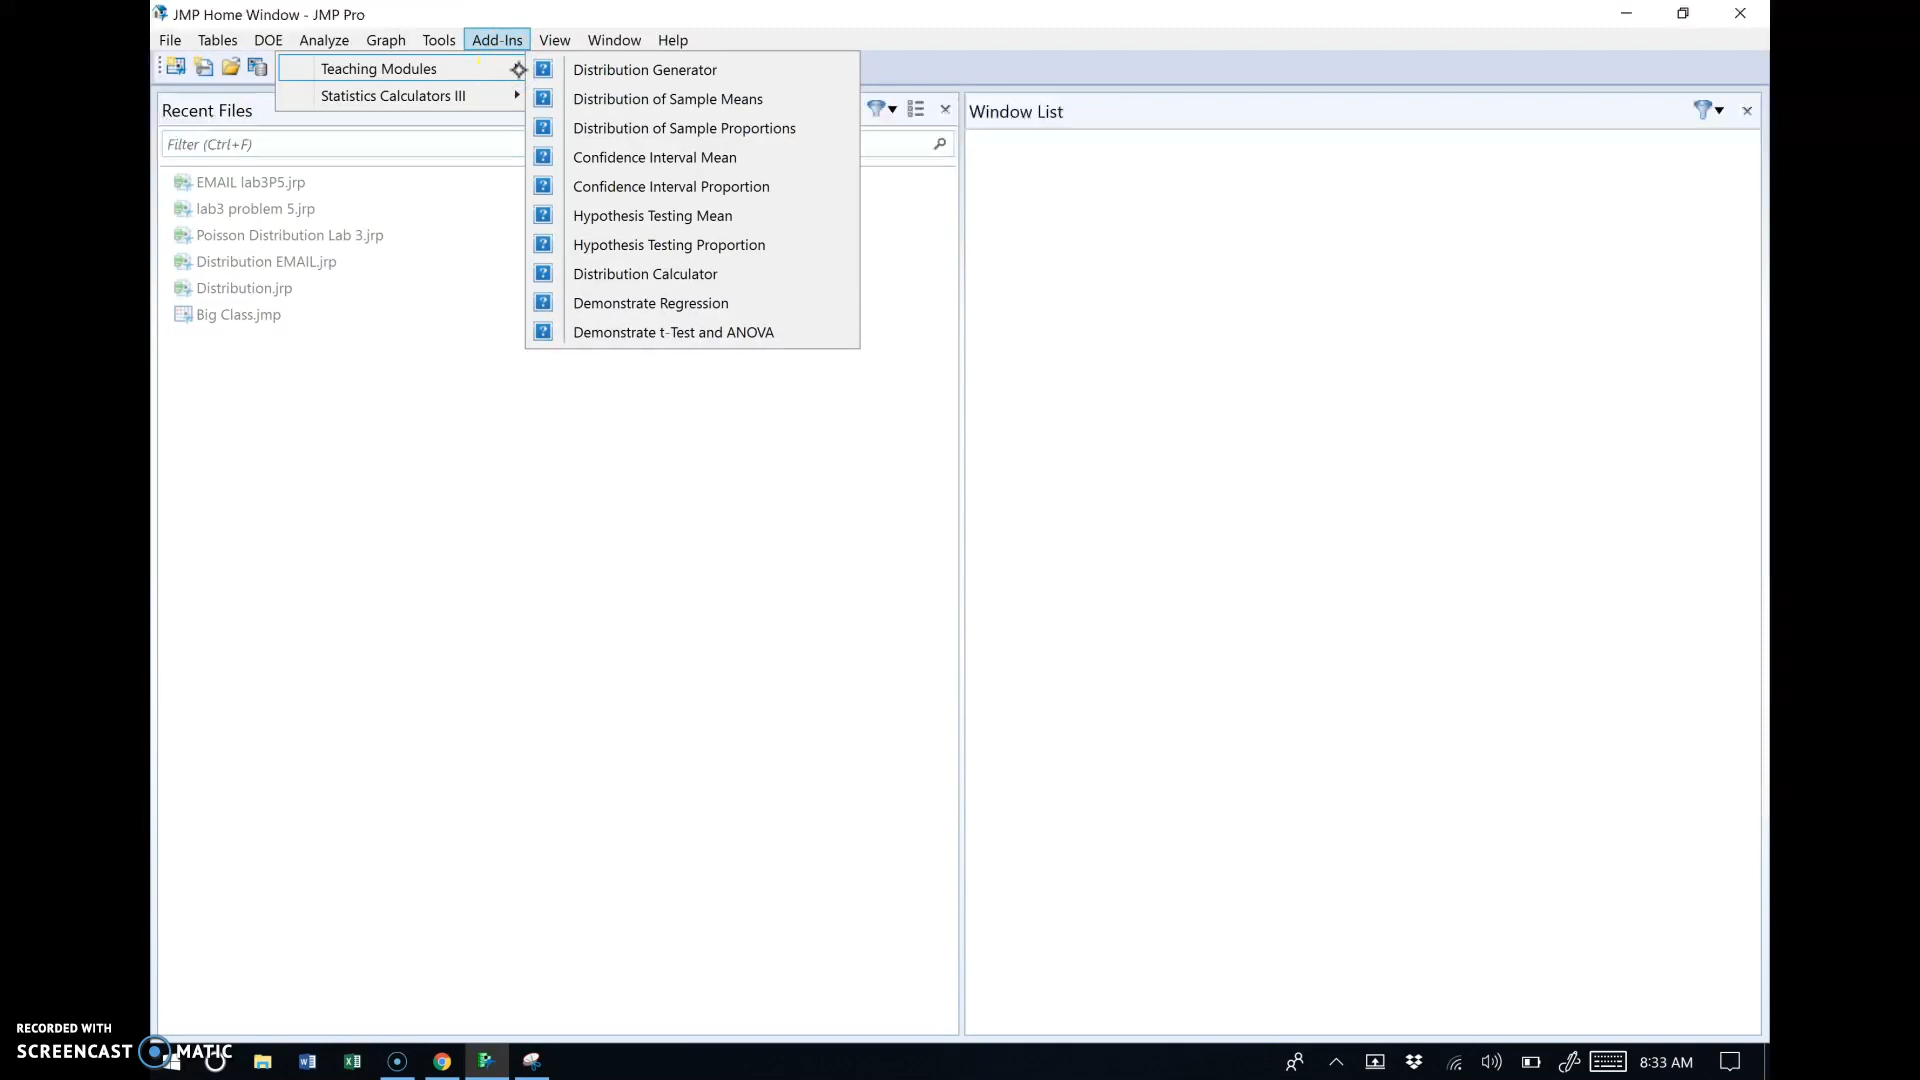 JMP Home Window - JMP Pro
File Tables DOE Analyze Graph Tools Add-Ins View Window Help
Teaching Modules
Statistics Calculators III
Distribution Generator
Distribution of Sample Means
Distribution of Sample Proportions
Confidence Interval Mean
Confidence Interval Proportion
Hypothesis Testing Mean
Hypothesis Testing Proportion
Distribution Calculator
Demonstrate Regression
Demonstrate t-Test and ANOVA
Recent Files
Filter (Ctrl+F)
EMAIL lab3P5.jrp
lab3 problem 5.jrp
Poisson Distribution Lab 3.jrp
Distribution EMAIL.jrp
Distribution.jrp
Big Class.jmp
Window List
RECORDED WITH
SCREENCAST MATIC
8:33 AM